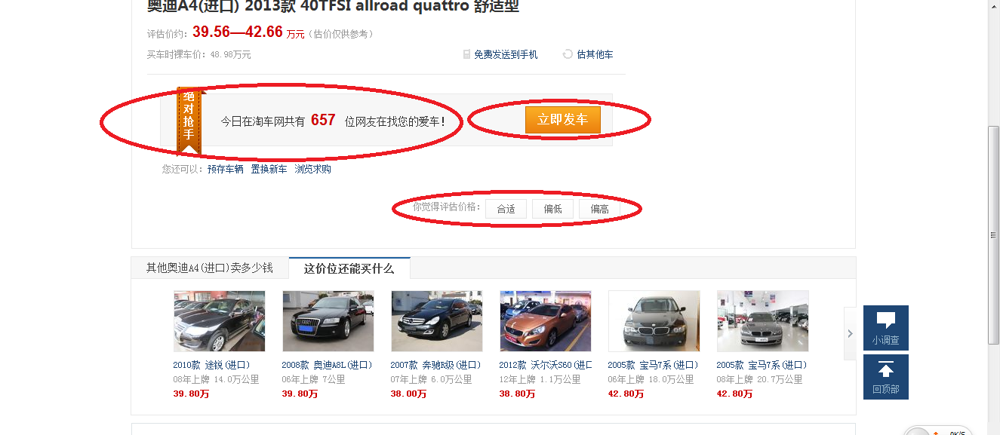 奥迪A4(进口) 2013款 40TFSI allroad quattro 舒适型
评估价约: 39.56—42.66 万元 (估价仅供参考)
买车时裸车价: 48.98万元 免费发送到手机 估其他车
绝对抢手
今日在淘车网共有 657 位网友在找您的爱车! 立即发车
您还可以: 预存车辆 置换新车 浏览求购
你觉得评估价格: 合适 偏低 偏高
其他奥迪A4(进口)卖多少钱 这价位还能买什么
2010款 途锐(进口) 2008款 奥迪A8L(进口) 2007款 奔驰R级(进口) 2012款 沃尔沃S60(进口 2005款 宝马7系(进口) 2005款 宝马7系(进口)
08年上牌 14.0万公里 06年上牌 7公里 07年上牌 6.0万公里 12年上牌 1.1万公里 06年上牌 18.0万公里 08年上牌 20.7万公里
39.80万 39.80万 38.00万 38.80万 42.80万 42.80万
小调查
回顶部
0K/S